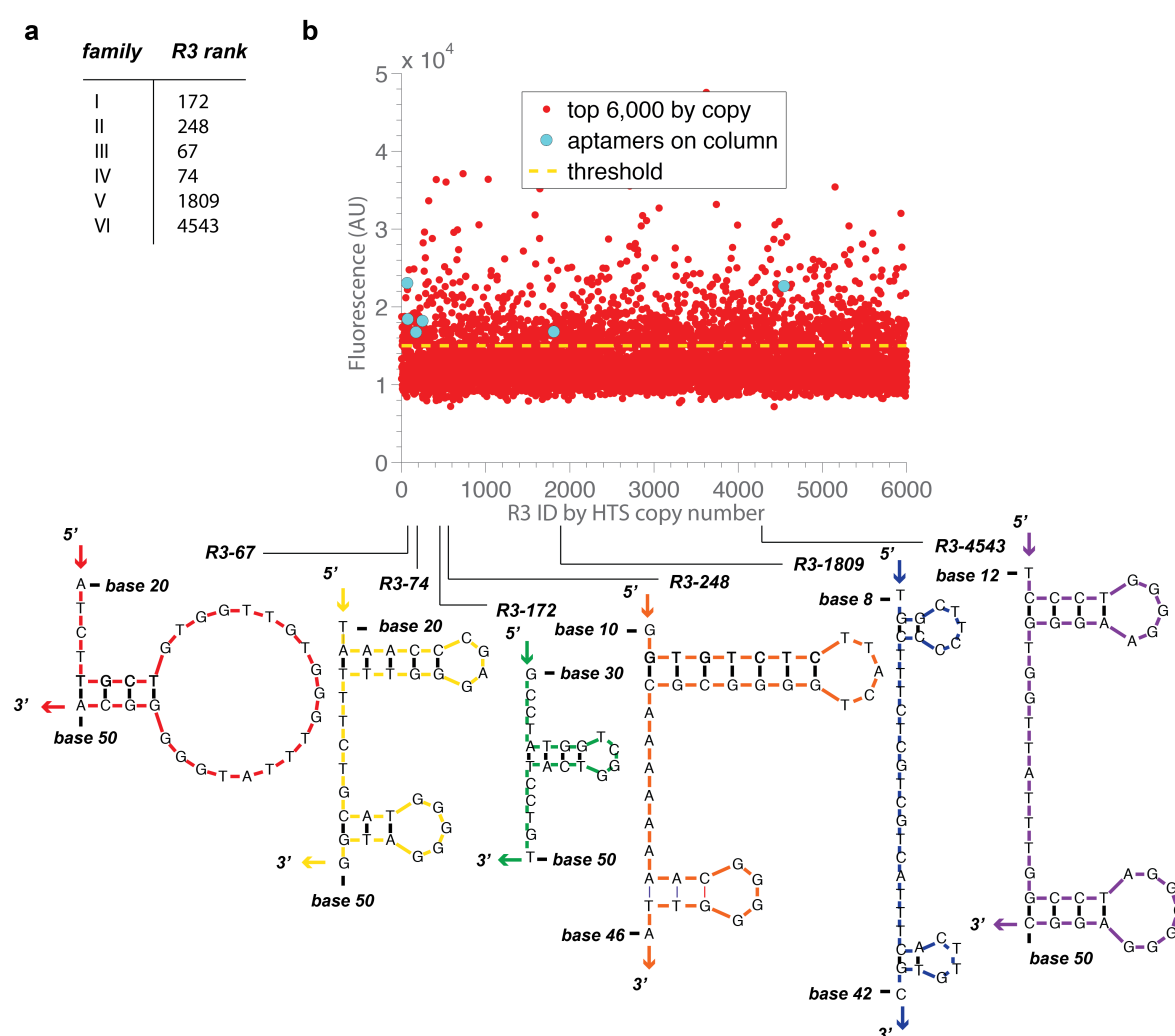 a
family R3 rank
I 172
II 248
III 67
IV 74
V 1809
VI 4543
b
x 10^4
5
4
3
2
1
0
Fluorescence (AU)
top 6,000 by copy
aptamers on column
threshold
0 1000 2000 3000 4000 5000 6000
R3 ID by HTS copy number
R3-67
5’
A base 20
T
C
T
T G C T
G T G G T T G T G G G T T T A T G G G
3’ A C G G
base 50
R3-74
5’
T base 20
A A A C C C G A G
T T T G G
T
T
C
T
G
C A T G G G G G
G T A
3’ G
base 50
R3-172
5’
G base 30
C
C
T
A T G G T C G G
T A C T
C
C
T
G
3’ T base 50
R3-248
5’
base 10 G
G T G T C T C T T A C T
C G C G G G G
A
A
A
A
A
A
A A C G G G G
T T G
base 46 A
3’
R3-1809
5’
T
base 8
G G C T T C C
C C
T
T
T
C
T
C
G
T
C
G
T
C
A
T
T
T
C A C T T G
G T
base 42 C
3’
R3-4543
5’
base 12 T
C C C T G G G G A
G G G A
T
G
G
T
T
A
T
T
T
G
G C C T A G
3’ C G G A G G
base 50